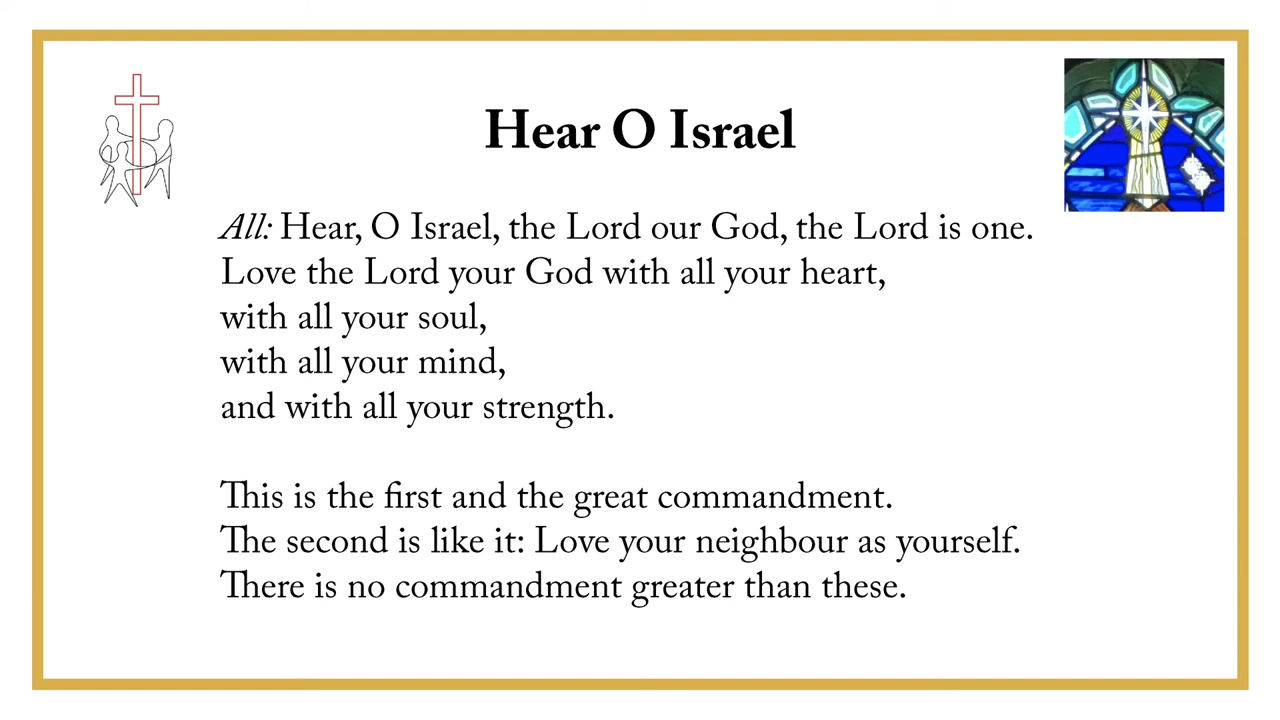 Hear O Israel
All: Hear, O Israel, the Lord our God, the Lord is one.
Love the Lord your God with all your heart,
with all your soul,
with all your mind,
and with all your strength.
This is the first and the great commandment.
The second is like it: Love your neighbour as yourself.
There is no commandment greater than these.